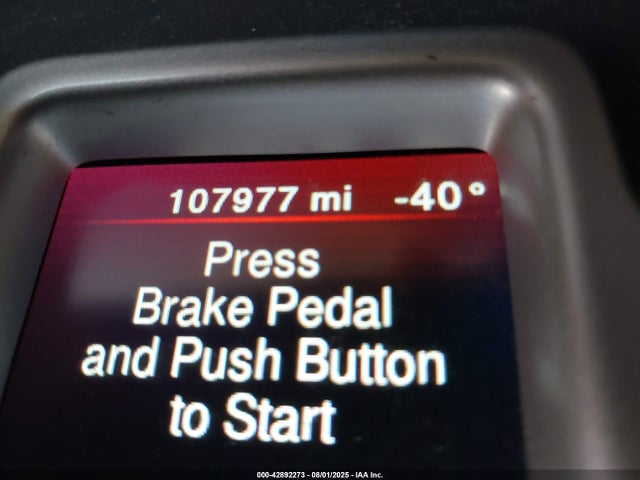 107977 mi -40°
Press
Brake Pedal
and Push Button
to Start
000-42892273 - 08/01/2025 - IAA Inc.